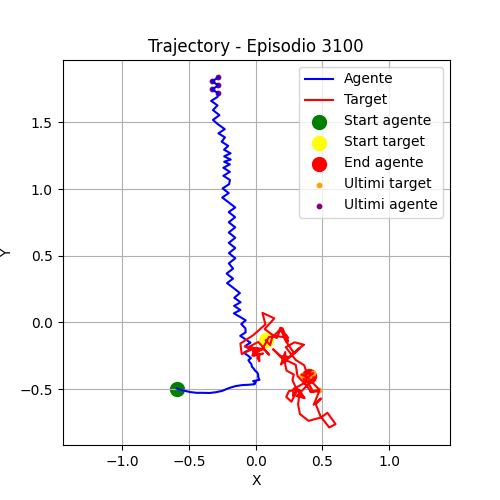 Trajectory - Episodio 3100
Agente
Target
Start agente
Start target
End agente
Ultimi target
Ultimi agente
Y
1.5
1.0
0.5
0.0
−0.5
−1.0
−0.5
0.0
0.5
1.0
X